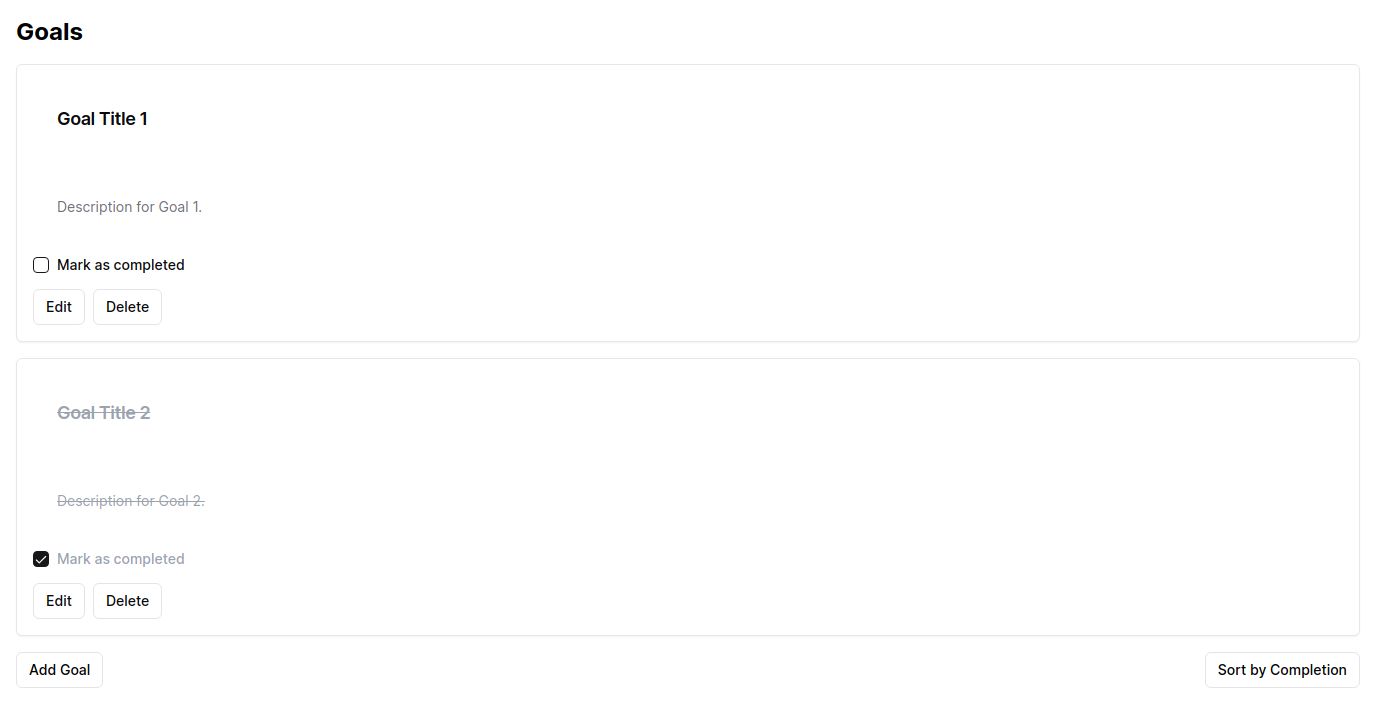 Goals
Goal Title 1
Description for Goal 1.
Mark as completed
Edit Delete
Goal Title 2
Description for Goal 2.
Mark as completed
Edit Delete
Add Goal Sort by Completion